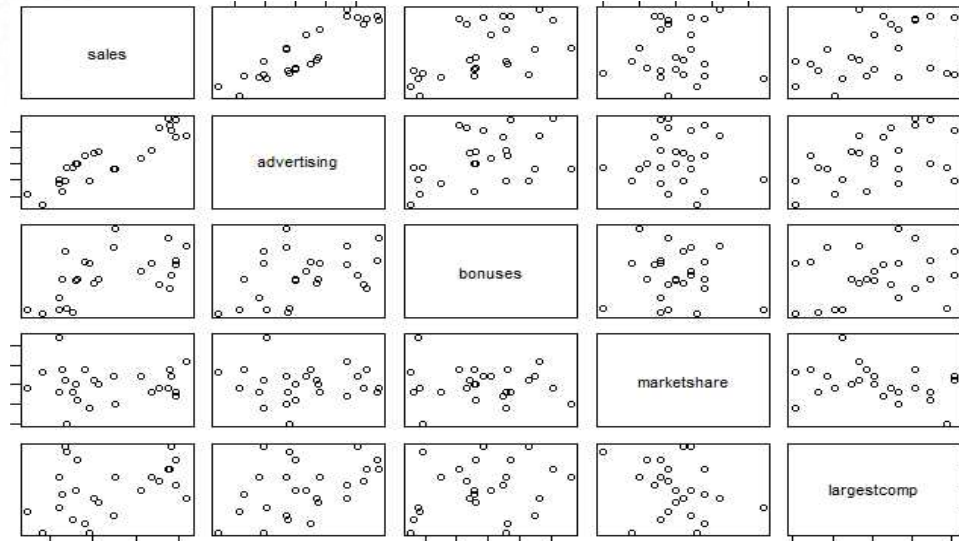 sales
advertising
bonuses
marketshare
largestcomp